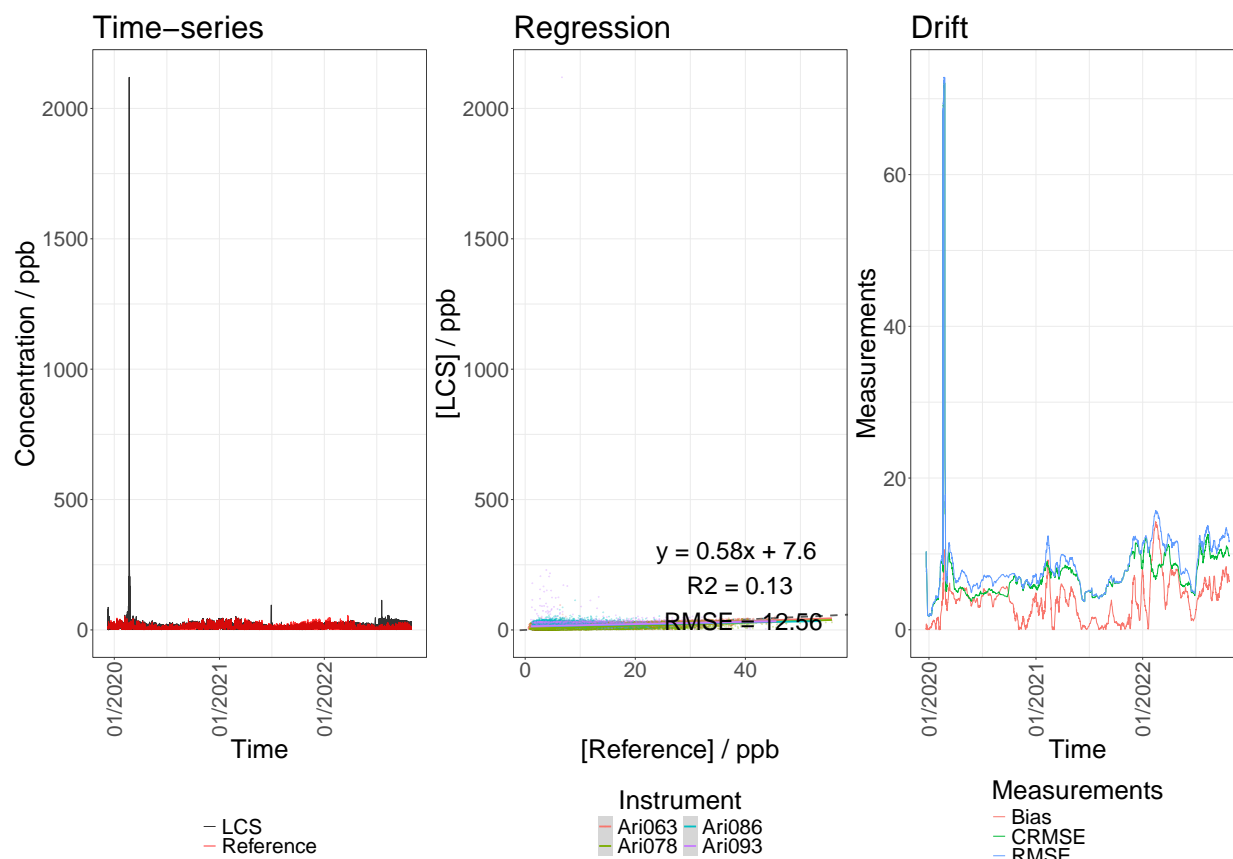 Time−series
Concentration / ppb
2000
1500
1000
500
0
01/2020
01/2021
01/2022
Time
LCS
Reference
Regression
[LCS] / ppb
2000
1500
1000
500
0
y = 0.58x + 7.6
R2 = 0.13
RMSE = 12.56
0 20 40
[Reference] / ppb
Instrument
Ari063 Ari086
Ari078 Ari093
Drift
Measurements
60
40
20
0
01/2020
01/2021
01/2022
Time
Measurements
Bias
CRMSE
RMSE